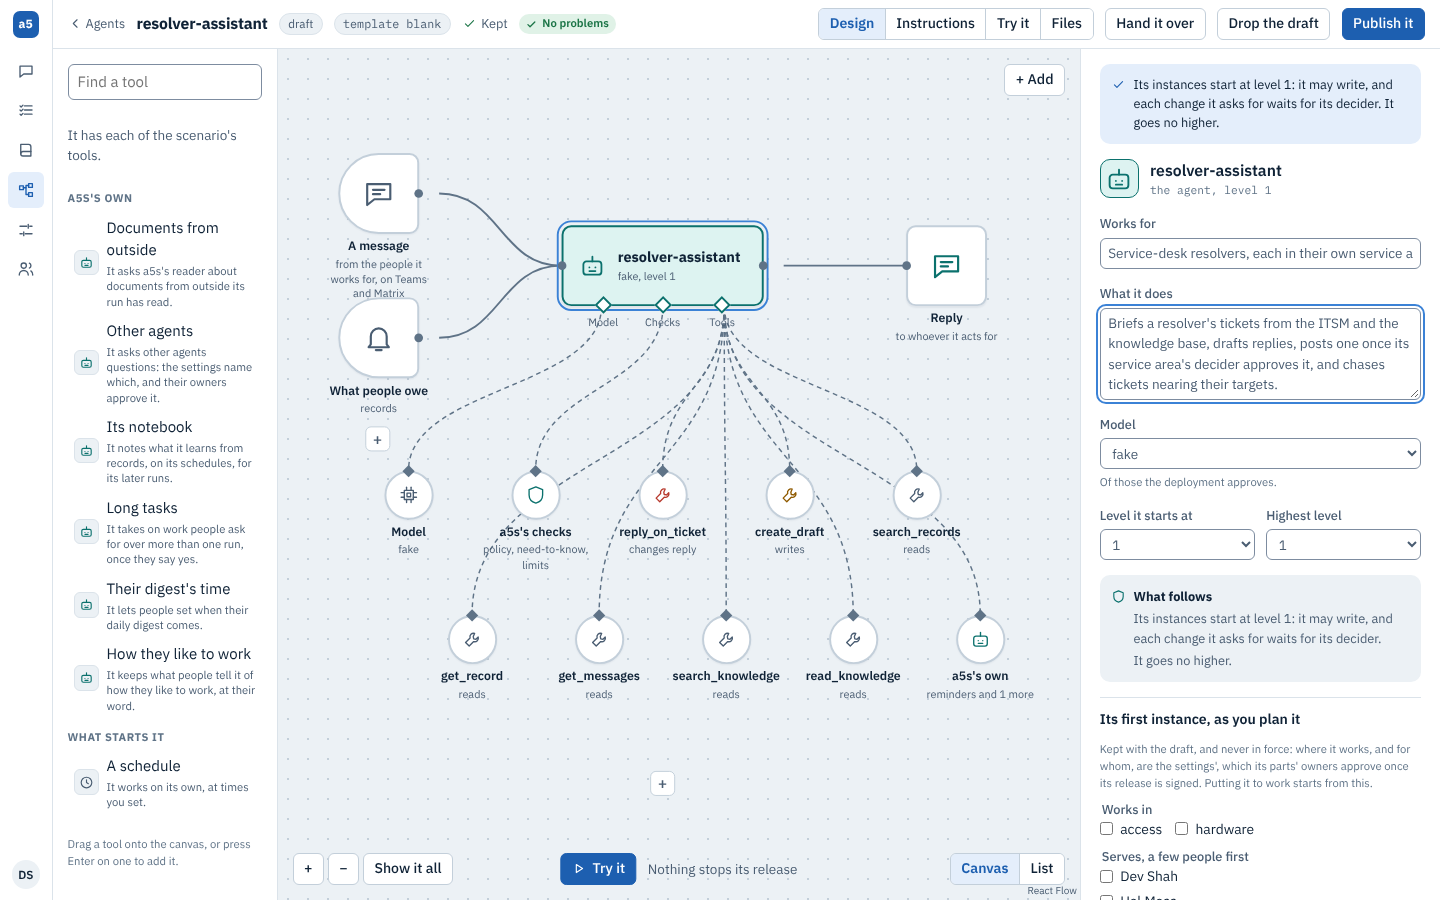 a5
Agents
resolver-assistant
draft
template blank
Kept
No problems
Design
Instructions
Try it
Files
Hand it over
Drop the draft
Publish it
Find a tool
It has each of the scenario's
tools.
A5S'S OWN
Documents from
outside
It asks a5s's reader about
documents from outside its
run has read.
Other agents
It asks other agents
questions: the settings name
which, and their owners
approve it.
Its notebook
It notes what it learns from
records, on its schedules, for
its later runs.
Long tasks
It takes on work people ask
for over more than one run,
once they say yes.
Their digest's time
It lets people set when their
daily digest comes.
How they like to work
It keeps what people tell it of
how they like to work, at their
word.
WHAT STARTS IT
A schedule
It works on its own, at times
you set.
Drag a tool onto the canvas, or press
Enter on one to add it.
DS
+ Add
A message
from the people it
works for, on Teams
and Matrix
What people owe
records
+
resolver-assistant
fake, level 1
Model
Checks
Tools
Reply
to whoever it acts for
Model
fake
a5s's checks
policy, need-to-know,
limits
reply_on_ticket
changes reply
create_draft
writes
search_records
reads
get_record
reads
get_messages
reads
search_knowledge
reads
read_knowledge
reads
a5s's own
reminders and 1 more
+
+
−
Show it all
Try it
Nothing stops its release
Canvas
List
React Flow
Its instances start at level 1: it may write, and
each change it asks for waits for its decider. It
goes no higher.
resolver-assistant
the agent, level 1
Works for
Service-desk resolvers, each in their own service a
What it does
Briefs a resolver's tickets from the ITSM and the
knowledge base, drafts replies, posts one once its
service area's decider approves it, and chases
tickets nearing their targets.
Model
fake
Of those the deployment approves.
Level it starts at
Highest level
1
1
What follows
Its instances start at level 1: it may write, and
each change it asks for waits for its decider.
It goes no higher.
Its first instance, as you plan it
Kept with the draft, and never in force: where it works, and for
whom, are the settings', which its parts' owners approve once
its release is signed. Putting it to work starts from this.
Works in
access
hardware
Serves, a few people first
Dev Shah